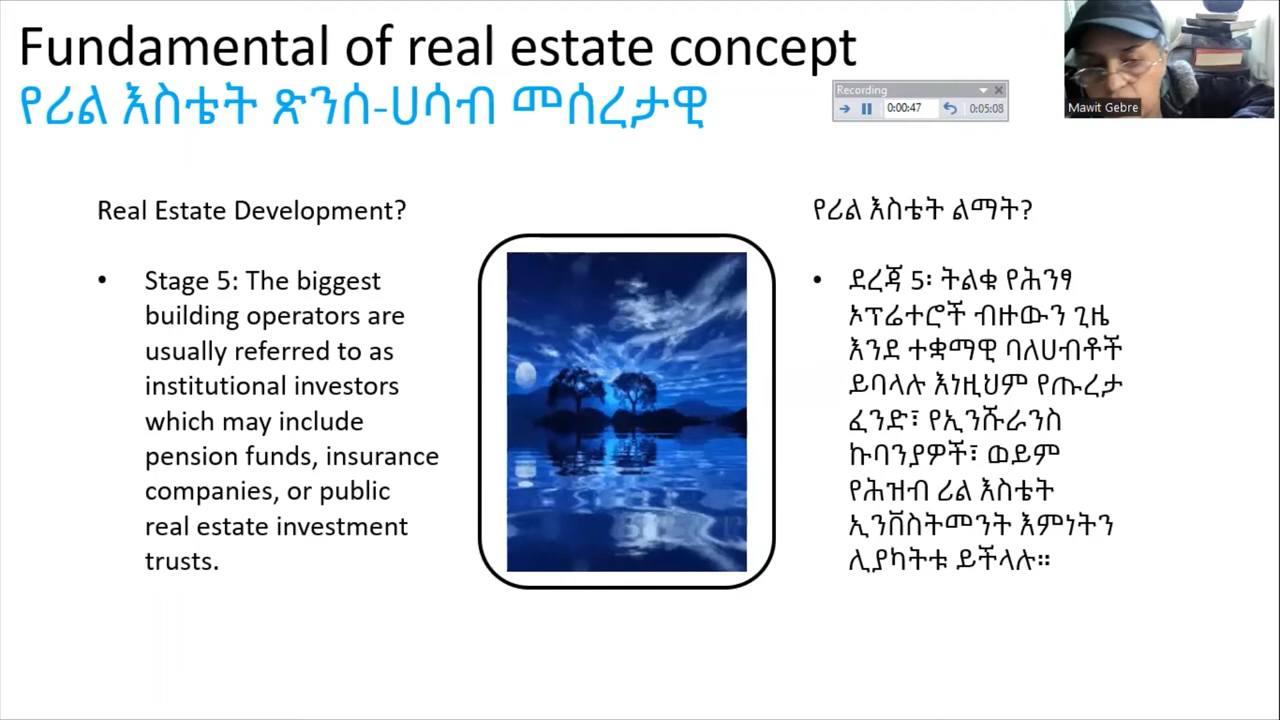 Fundamental of real estate concept
የሪል እስቴት ጽንሰ-ሀሳብ መሰረታዊ
Recording
0:00:47
0:05:08
Mawit Gebre
Real Estate Development?
• Stage 5: The biggest
building operators are
usually referred to as
institutional investors
which may include
pension funds, insurance
companies, or public
real estate investment
trusts.
የሪል እስቴት ልማት?
• ደረጃ 5፡ ትልቁ የሕንፃ
ኦፕሬተሮች ብዙውን ጊዜ
እንደ ተቋማዊ ባለሀብቶች
ይባላሉ እነዚህም የጡረታ
ፈንድ፣ የኢንሹራንስ
ኩባንያዎች፣ ወይም
የሕዝብ ሪል እስቴት
ኢንቨስትመንት እምነትን
ሊያካትቱ ይችላሉ።